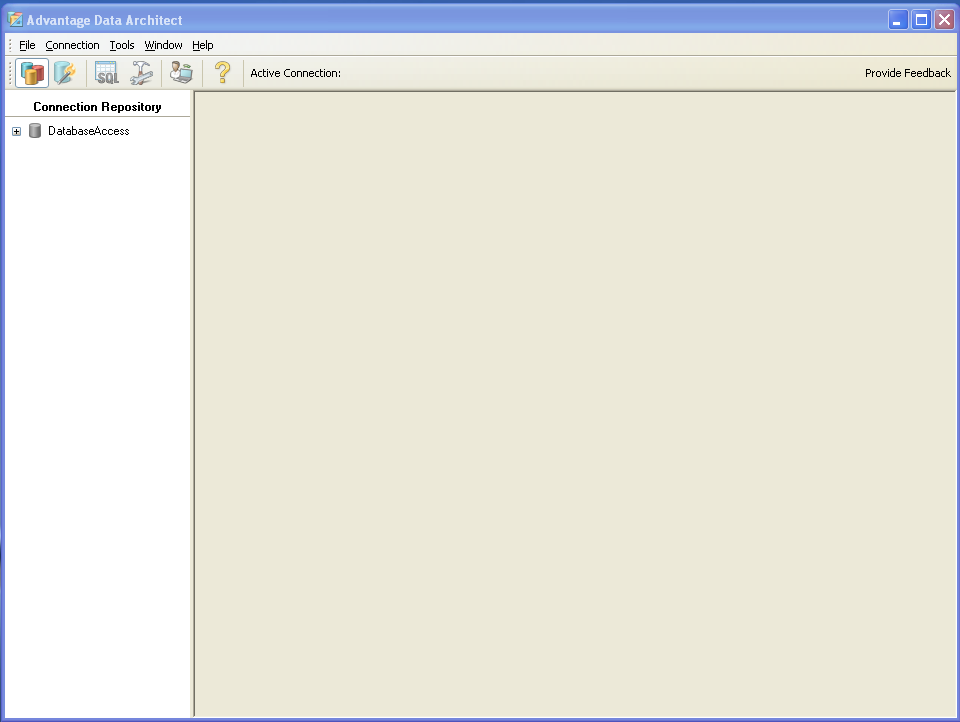 Advantage Data Architect
File Connection Tools Window Help
SQL Active Connection: Provide Feedback
Connection Repository
DatabaseAccess